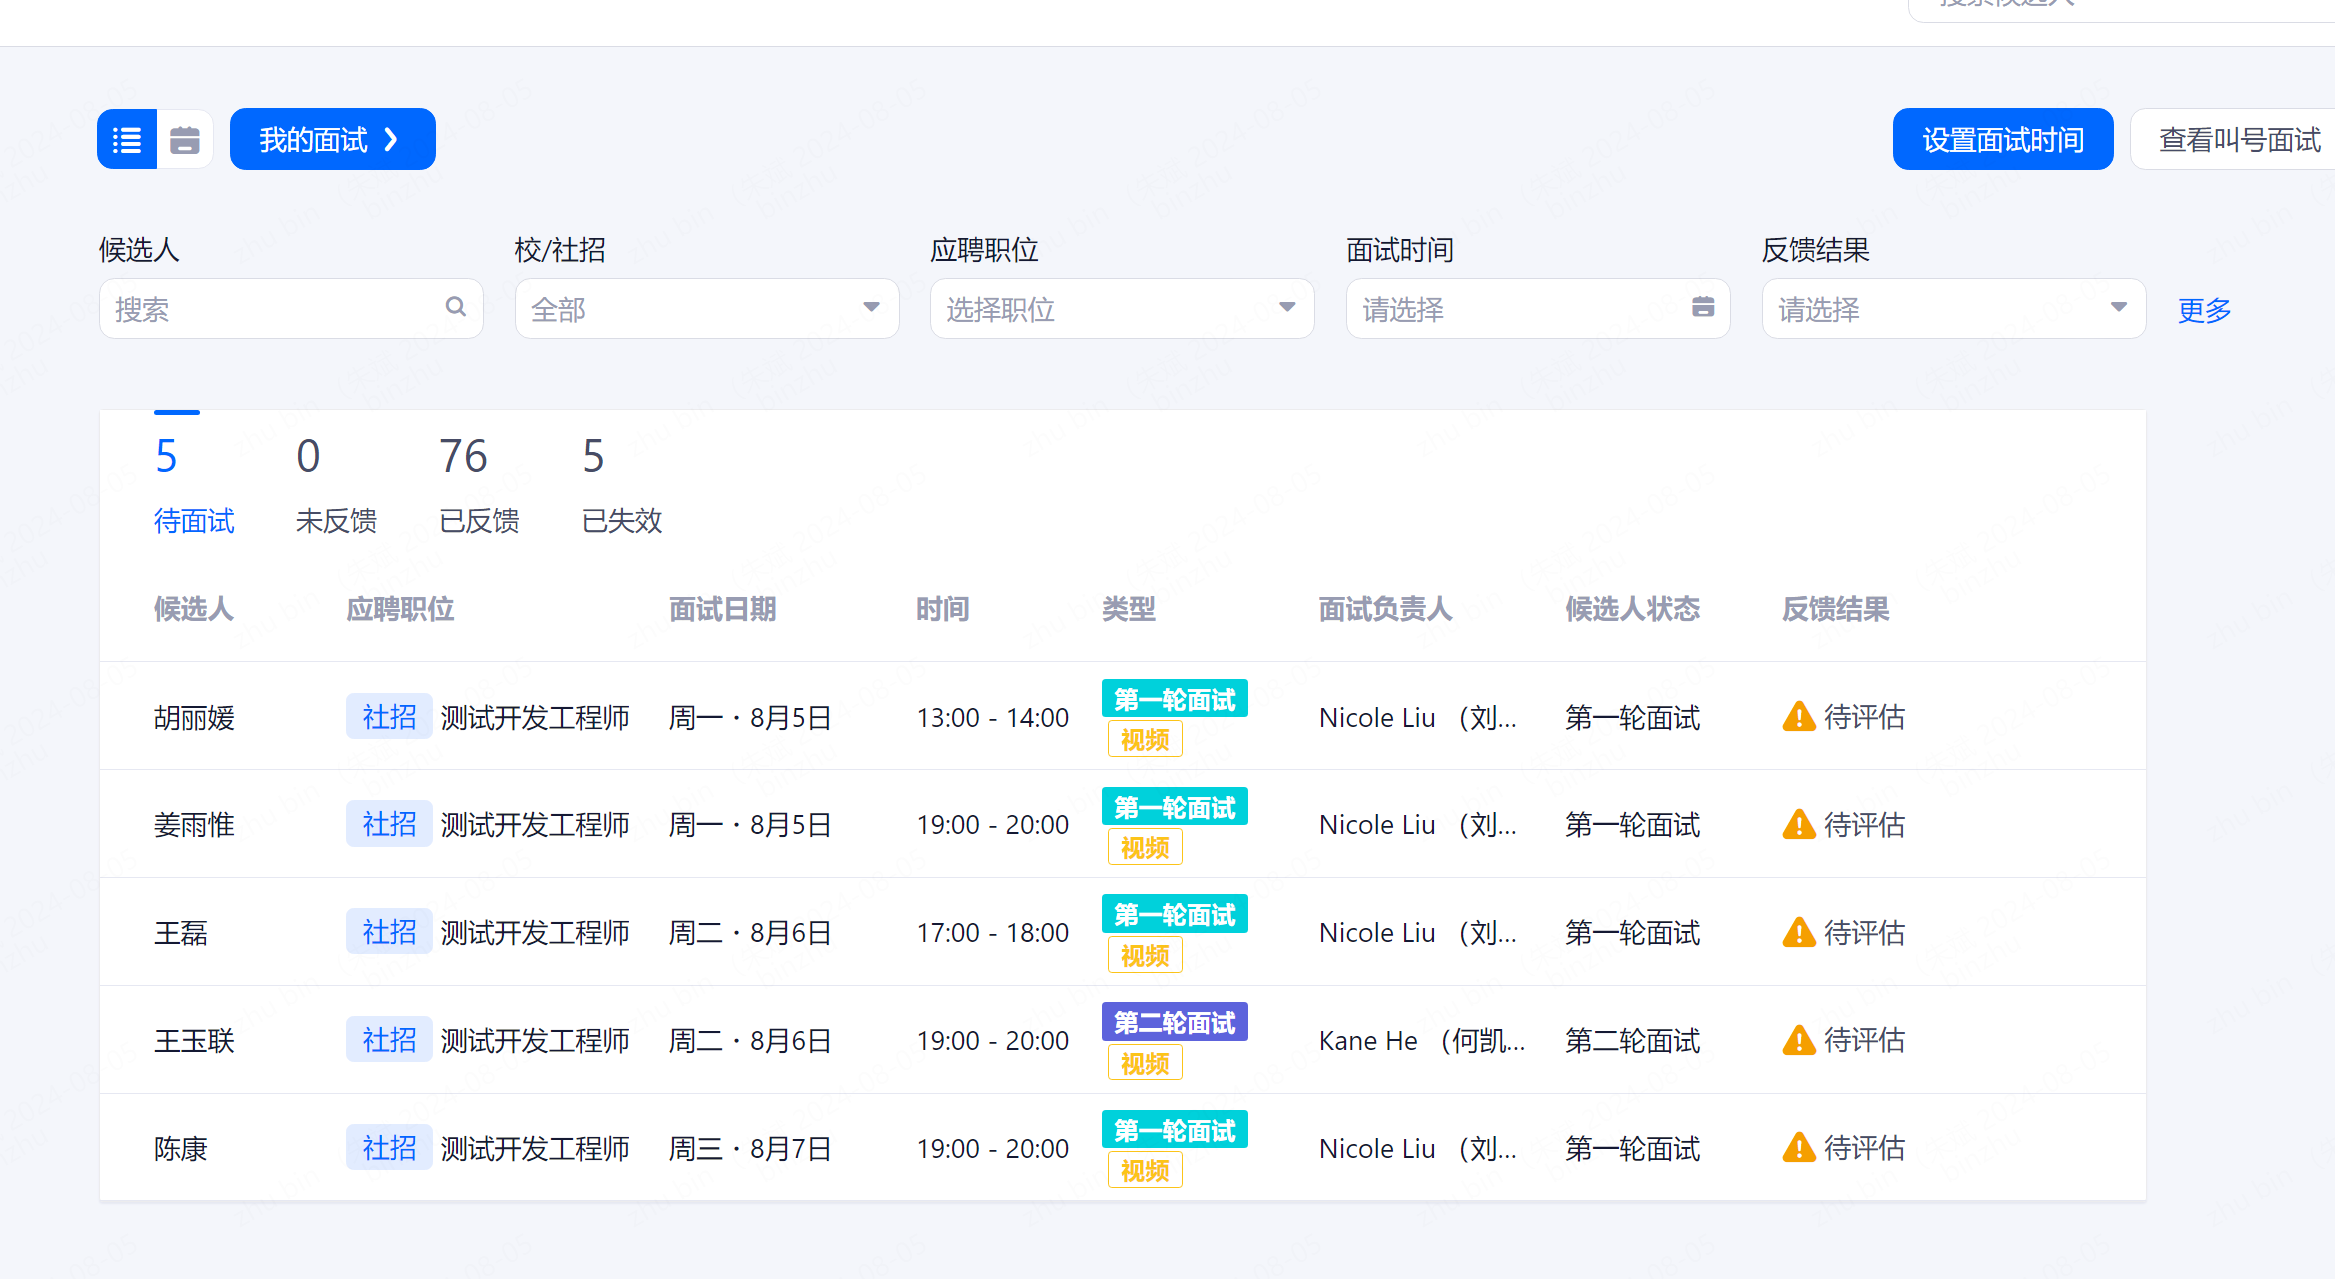 我的面试
设置面试时间
查看叫号面试
候选人
校/社招
应聘职位
面试时间
反馈结果
搜索
全部
选择职位
请选择
请选择
更多
5
0
76
5
待面试
未反馈
已反馈
已失效
候选人 应聘职位 面试日期 时间 类型 面试负责人 候选人状态 反馈结果
胡丽媛 社招 测试开发工程师 周一 · 8月5日 13:00 - 14:00 第一轮面试 视频 Nicole Liu （刘... 第一轮面试 待评估
姜雨惟 社招 测试开发工程师 周一 · 8月5日 19:00 - 20:00 第一轮面试 视频 Nicole Liu （刘... 第一轮面试 待评估
王磊 社招 测试开发工程师 周二 · 8月6日 17:00 - 18:00 第一轮面试 视频 Nicole Liu （刘... 第一轮面试 待评估
王玉联 社招 测试开发工程师 周二 · 8月6日 19:00 - 20:00 第二轮面试 视频 Kane He （何凯... 第二轮面试 待评估
陈康 社招 测试开发工程师 周三 · 8月7日 19:00 - 20:00 第一轮面试 视频 Nicole Liu （刘... 第一轮面试 待评估